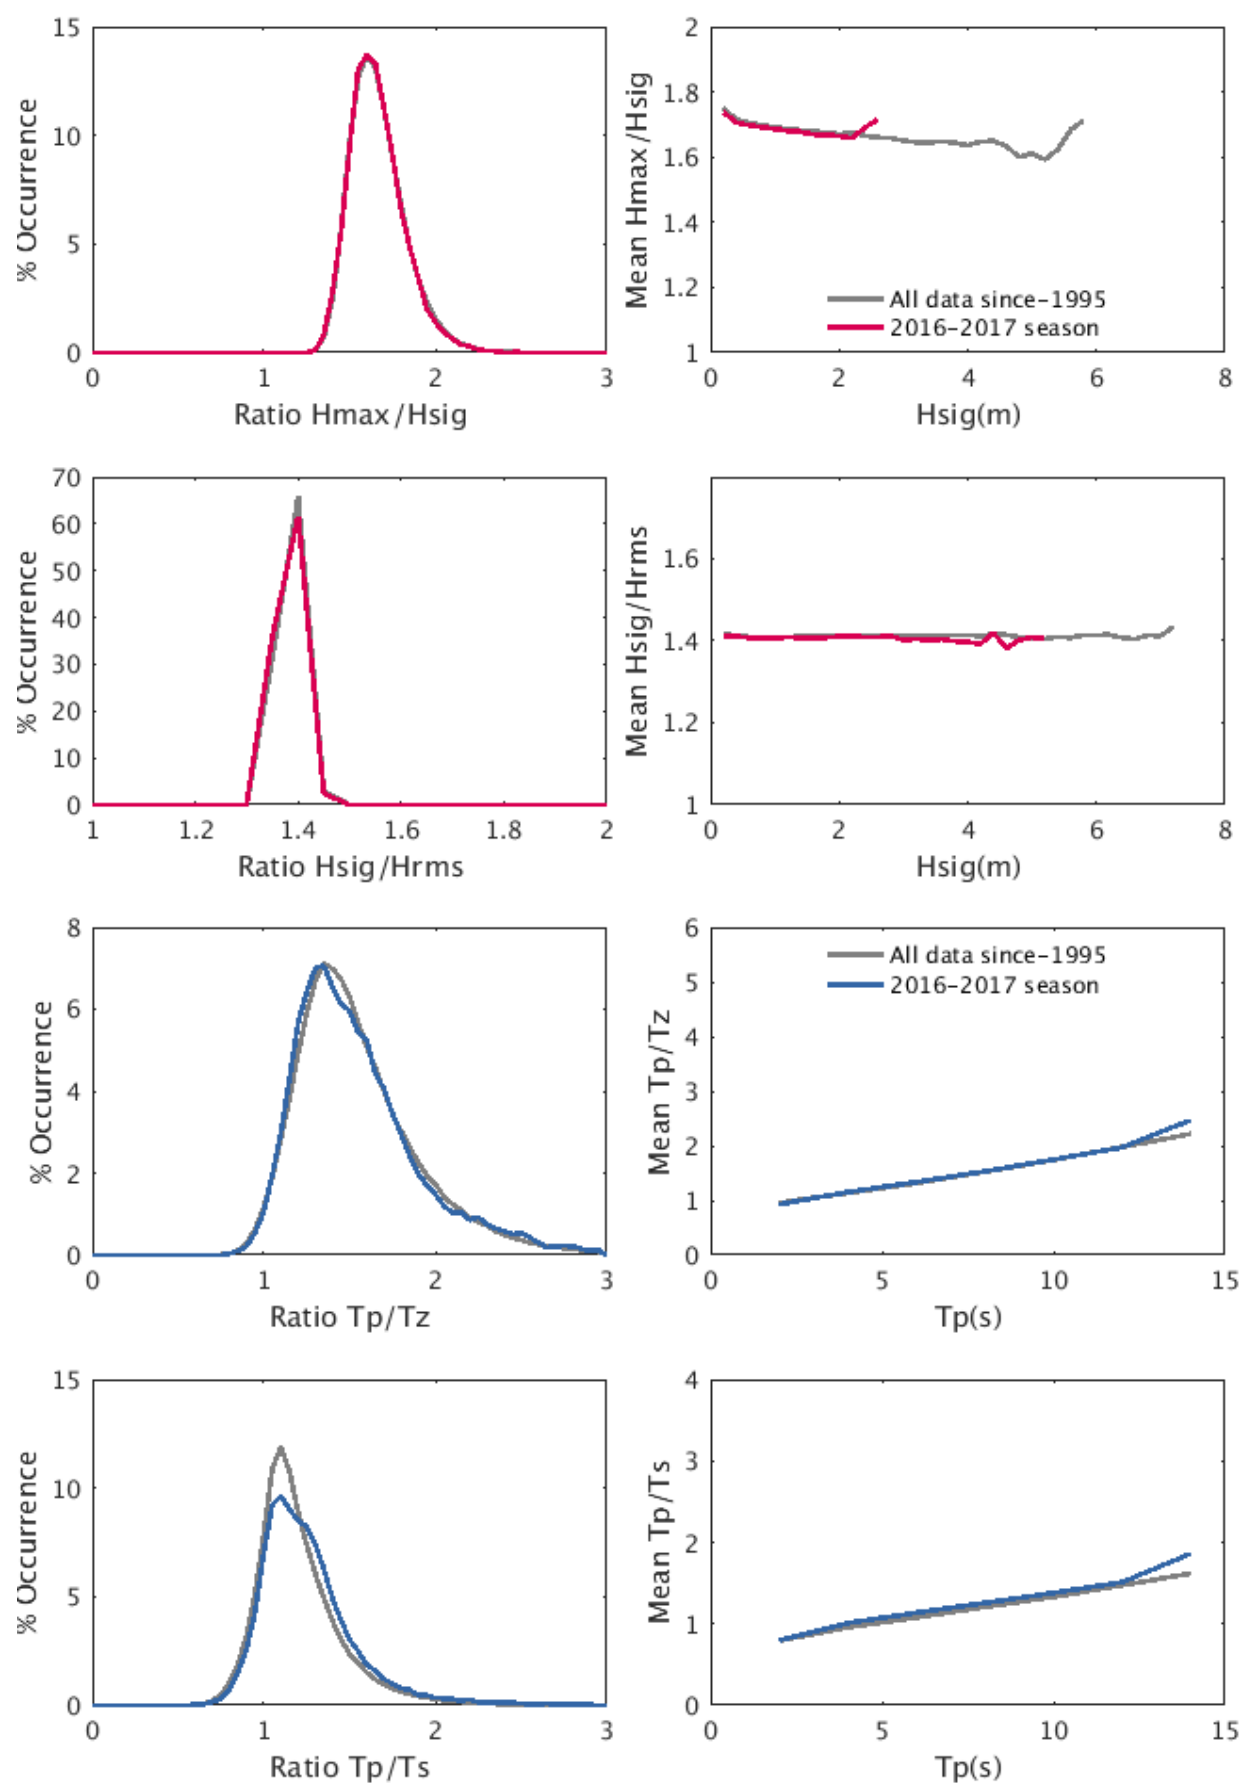 15
10
5
0
% Occurrence
0 1 2 3
Ratio Hmax/Hsig
2
1.8
1.6
1.4
1.2
1
Mean Hmax/Hsig
All data since-1995
2016-2017 season
0 2 4 6 8
Hsig(m)
70
60
50
40
30
20
10
0
% Occurrence
1 1.2 1.4 1.6 1.8 2
Ratio Hsig/Hrms
1.6
1.4
1.2
1
Mean Hsig/Hrms
0 2 4 6 8
Hsig(m)
8
6
4
2
0
% Occurrence
0 1 2 3
Ratio Tp/Tz
6
5
4
3
2
1
0
Mean Tp/Tz
All data since-1995
2016-2017 season
0 5 10 15
Tp(s)
15
10
5
0
% Occurrence
0 1 2 3
Ratio Tp/Ts
4
3
2
1
0
Mean Tp/Ts
0 5 10 15
Tp(s)